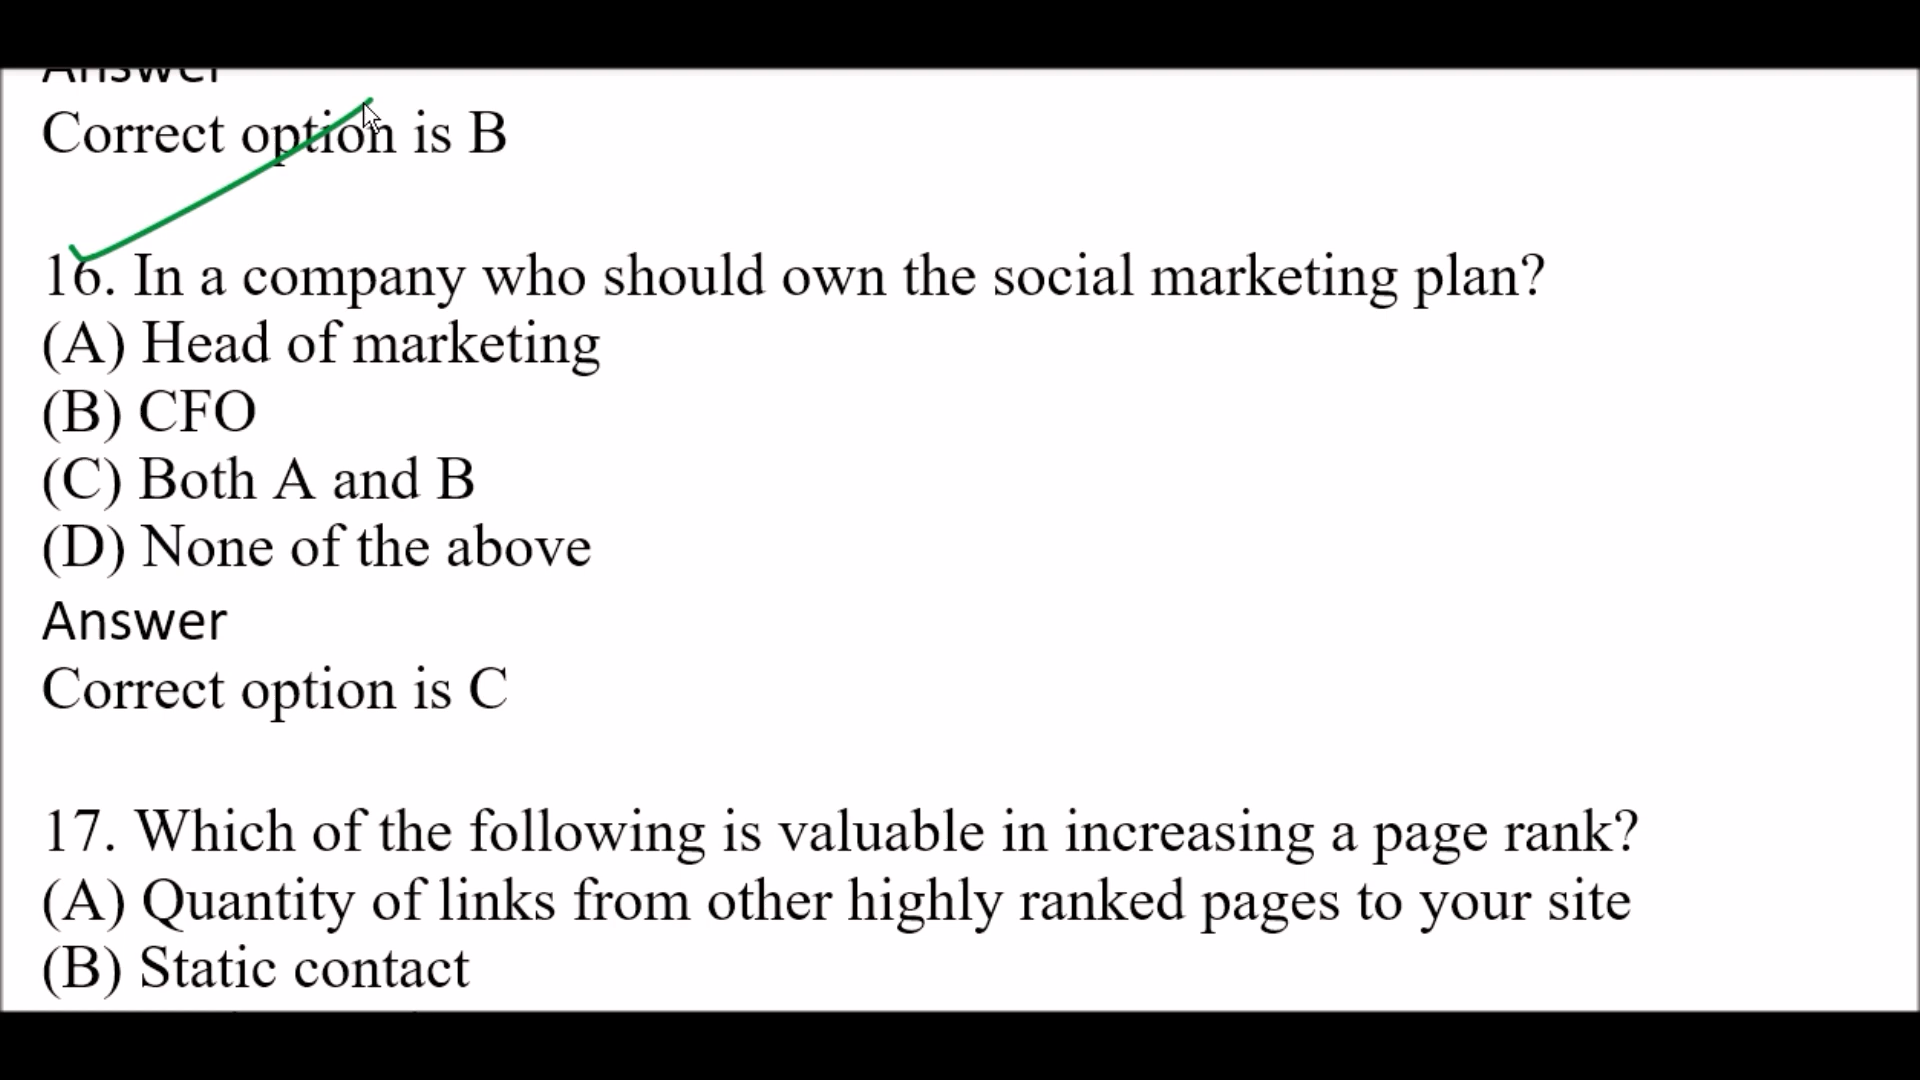 Answer
Correct option is B
16. In a company who should own the social marketing plan?
(A) Head of marketing
(B) CFO
(C) Both A and B
(D) None of the above
Answer
Correct option is C
17. Which of the following is valuable in increasing a page rank?
(A) Quantity of links from other highly ranked pages to your site
(B) Static contact